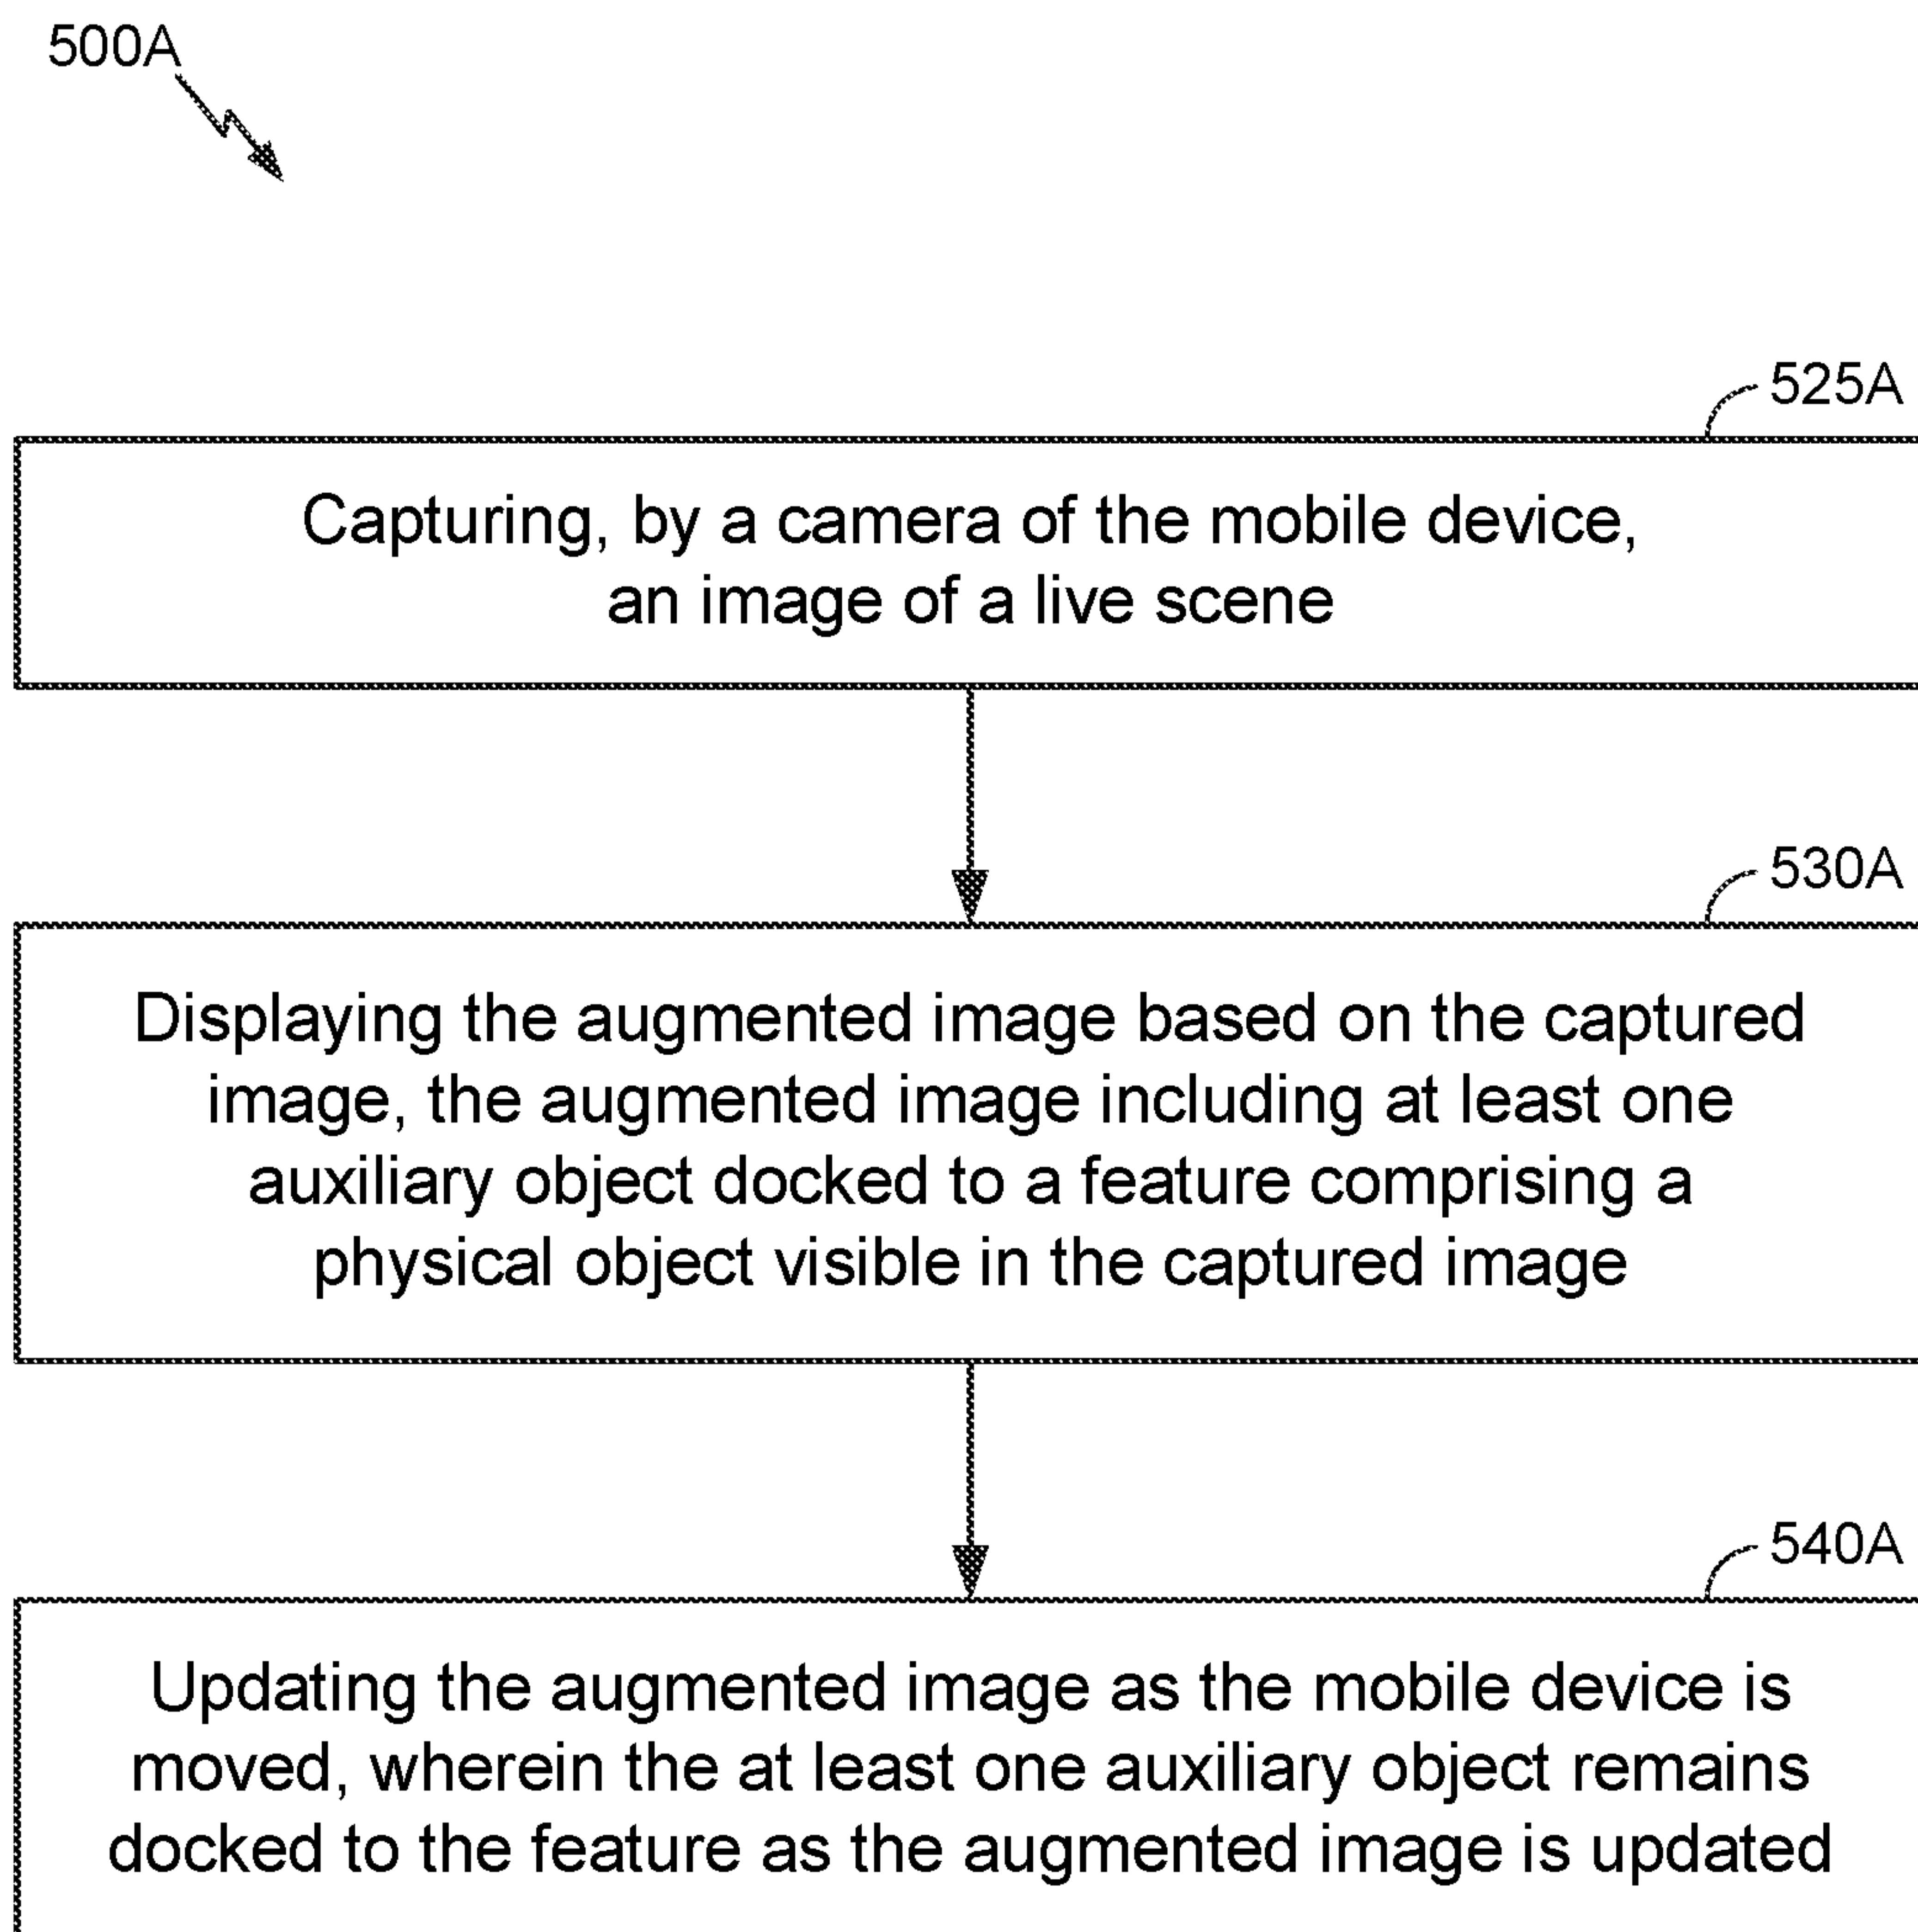 500A
525A
Capturing, by a camera of the mobile device,
an image of a live scene
530A
Displaying the augmented image based on the captured
image, the augmented image including at least one
auxiliary object docked to a feature comprising a
physical object visible in the captured image
540A
Updating the augmented image as the mobile device is
moved, wherein the at least one auxiliary object remains
docked to the feature as the augmented image is updated